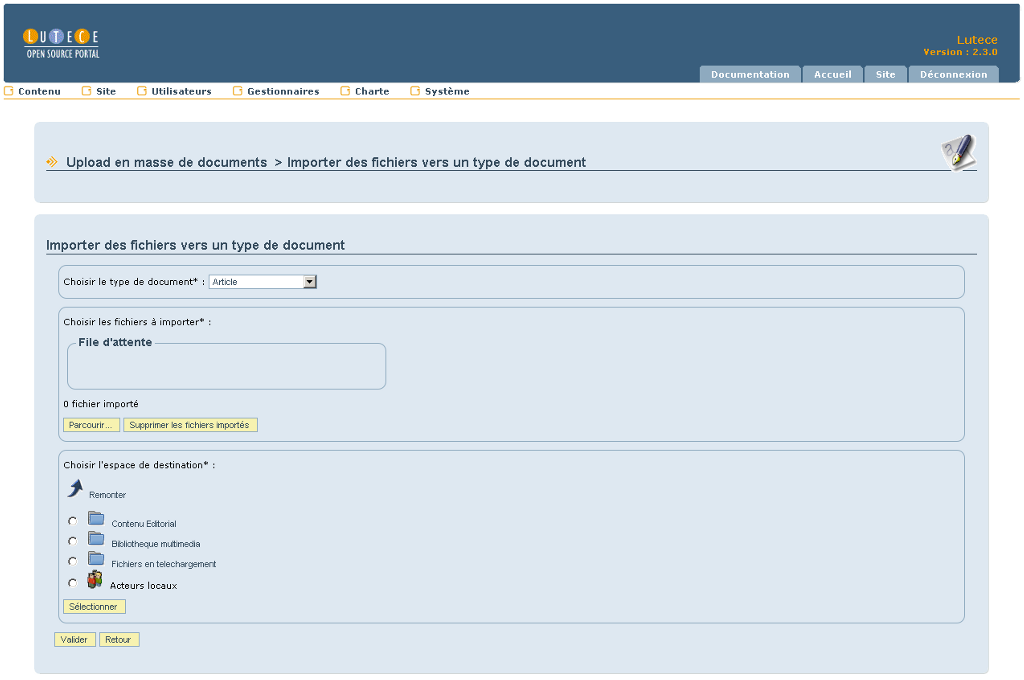 LUTECE
OPEN SOURCE PORTAL
Lutece
Version : 2.3.0
Documentation Accueil Site Déconnexion
Contenu Site Utilisateurs Gestionnaires Charte Système
Upload en masse de documents > Importer des fichiers vers un type de document
Importer des fichiers vers un type de document
Choisir le type de document* : Article
Choisir les fichiers à importer* :
File d'attente
0 fichier importé
Parcourir... Supprimer les fichiers importés
Choisir l'espace de destination* :
Remonter
Contenu Editorial
Bibliotheque multimedia
Fichiers en telechargement
Acteurs locaux
Sélectionner
Valider Retour